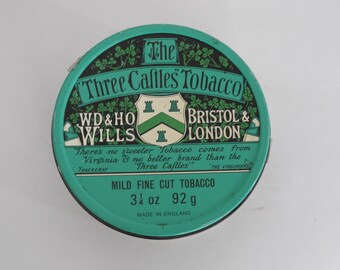 The
"Three Castles" Tobacco
W.D. & H.O. WILLS
BRISTOL & LONDON
"There's no sweeter Tobacco comes from
Virginia & no better brand than the
Three Castles"
THACKERAY
"THE VIRGINIANS"
MILD FINE CUT TOBACCO
3¼ oz 92 g
MADE IN ENGLAND